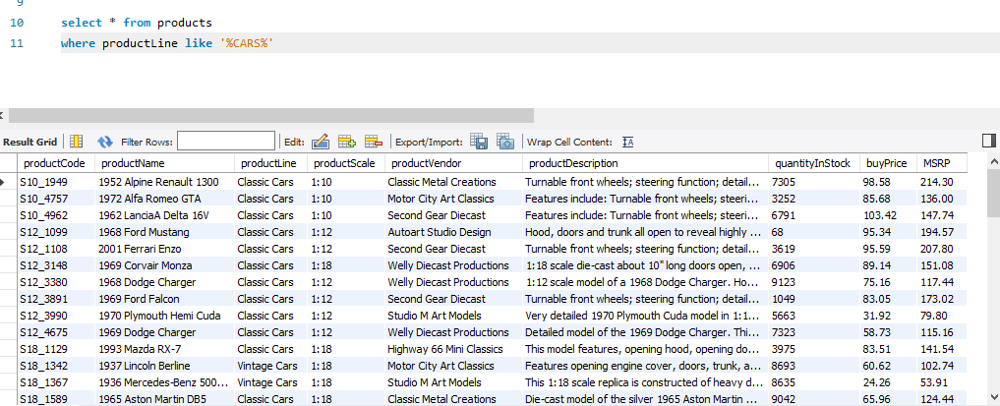 9
10 select * from products
11 where productLine like '%CARS%'
Result Grid Filter Rows: Edit: Export/Import: Wrap Cell Content:
productCode productName productLine productScale productVendor productDescription quantityInStock buyPrice MSRP
S10_1949 1952 Alpine Renault 1300 Classic Cars 1:10 Classic Metal Creations Turnable front wheels; steering function; detail... 7305 98.58 214.30
S10_4757 1972 Alfa Romeo GTA Classic Cars 1:10 Motor City Art Classics Features include: Turnable front wheels; steeri... 3252 85.68 136.00
S10_4962 1962 LanciaA Delta 16V Classic Cars 1:10 Second Gear Diecast Features include: Turnable front wheels; steeri... 6791 103.42 147.74
S12_1099 1968 Ford Mustang Classic Cars 1:12 Autoart Studio Design Hood, doors and trunk all open to reveal highly ... 68 95.34 194.57
S12_1108 2001 Ferrari Enzo Classic Cars 1:12 Second Gear Diecast Turnable front wheels; steering function; detail... 3619 95.59 207.80
S12_3148 1969 Corvair Monza Classic Cars 1:18 Welly Diecast Productions 1:18 scale die-cast about 10" long doors open, ... 6906 89.14 151.08
S12_3380 1968 Dodge Charger Classic Cars 1:12 Welly Diecast Productions 1:12 scale model of a 1968 Dodge Charger. Ho... 9123 75.16 117.44
S12_3891 1969 Ford Falcon Classic Cars 1:12 Second Gear Diecast Turnable front wheels; steering function; detail... 1049 83.05 173.02
S12_3990 1970 Plymouth Hemi Cuda Classic Cars 1:12 Studio M Art Models Very detailed 1970 Plymouth Cuda model in 1:1... 5663 31.92 79.80
S12_4675 1969 Dodge Charger Classic Cars 1:12 Welly Diecast Productions Detailed model of the 1969 Dodge Charger. Thi... 7323 58.73 115.16
S18_1129 1993 Mazda RX-7 Classic Cars 1:18 Highway 66 Mini Classics This model features, opening hood, opening do... 3975 83.51 141.54
S18_1342 1937 Lincoln Berline Vintage Cars 1:18 Motor City Art Classics Features opening engine cover, doors, trunk, a... 8693 60.62 102.74
S18_1367 1936 Mercedes-Benz 500... Vintage Cars 1:18 Studio M Art Models This 1:18 scale replica is constructed of heavy d... 8635 24.26 53.91
S18_1589 1965 Aston Martin DB5 Classic Cars 1:18 Classic Metal Creations Die-cast model of the silver 1965 Aston Martin ... 9042 65.96 124.44